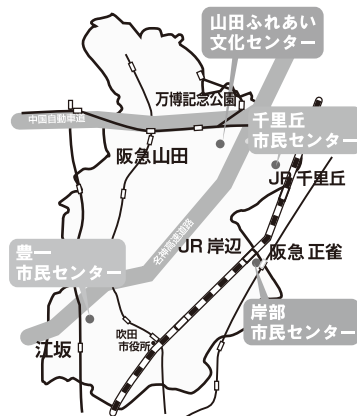 山田ふれあい
文化センター
万博記念公園
中国自動車道
千里丘
市民センター
阪急山田
JR 千里丘
名神高速道路
JR 岸辺
阪急 正雀
豊一
市民センター
岸部
市民センター
吹田
市役所
江坂